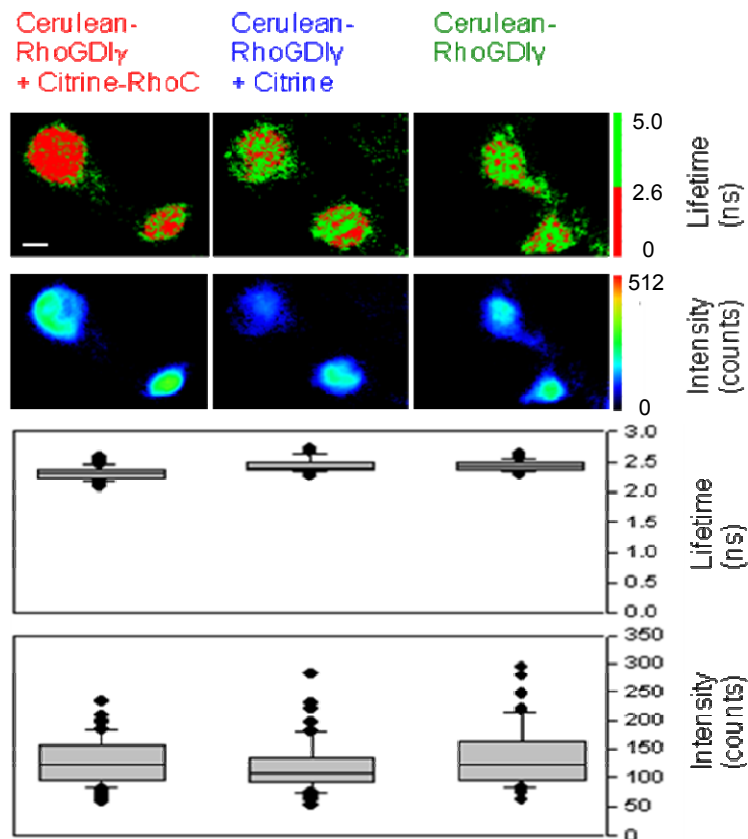 Cerulean-
RhoGDIγ
+ Citrine-RhoC
Cerulean-
RhoGDIγ
+ Citrine
Cerulean-
RhoGDIγ
5.0
2.6
0
Lifetime
(ns)
512
0
Intensity
(counts)
3.0
2.5
2.0
1.5
1.0
0.5
0.0
Lifetime
(ns)
350
300
250
200
150
100
50
0
Intensity
(counts)